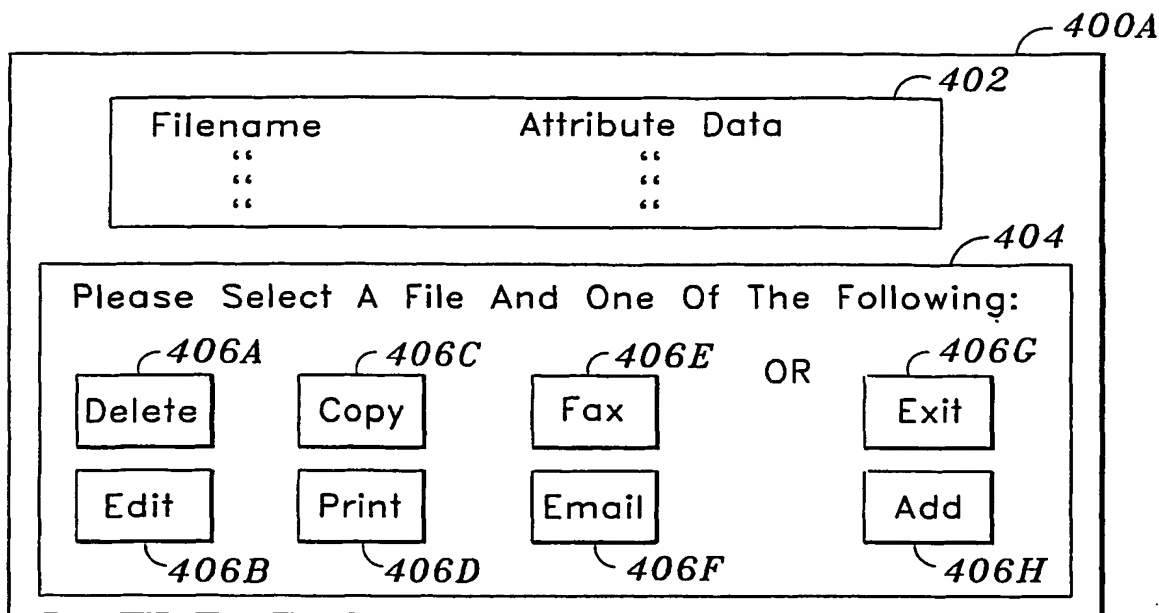 400A
402
Filename Attribute Data
“ “
“ “
“ “
404
Please Select A File And One Of The Following:
406A 406C 406E OR 406G
Delete Copy Fax Exit
Edit Print Email Add
406B 406D 406F 406H